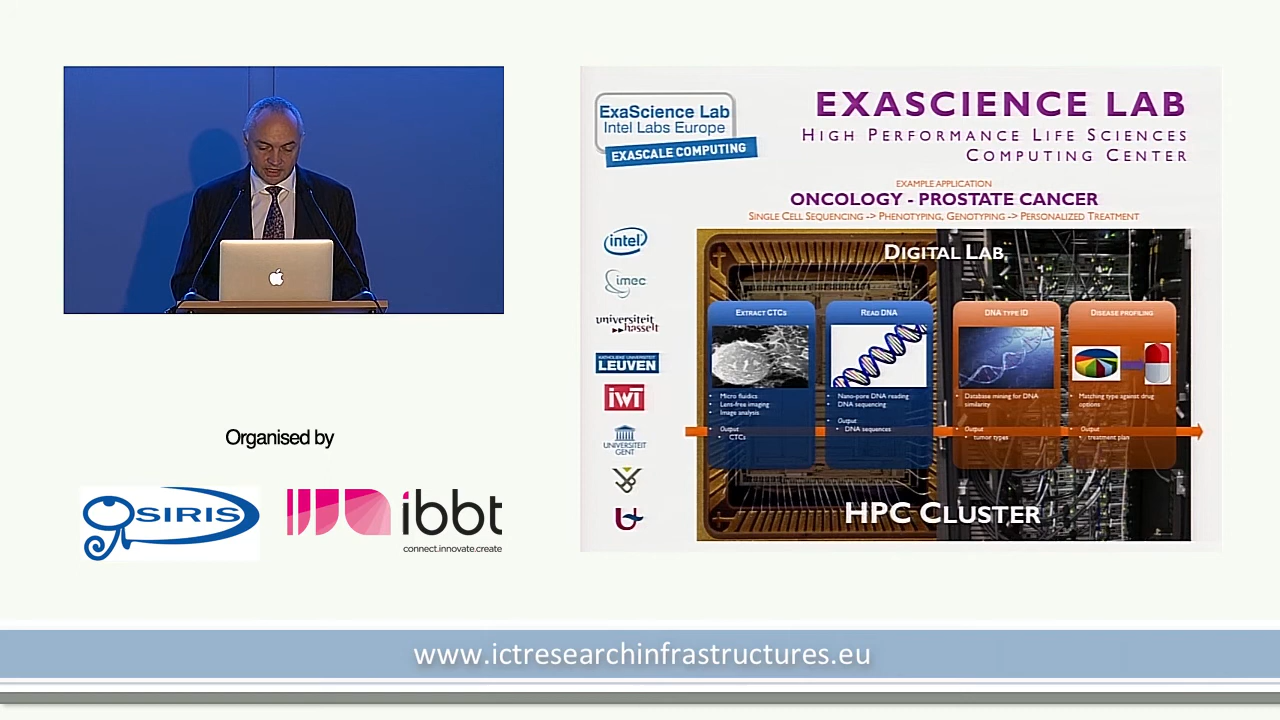 ExaScience Lab
Intel Labs Europe
EXASCALE COMPUTING
EXASCIENCE LAB
HIGH PERFORMANCE LIFE SCIENCES
COMPUTING CENTER
EXAMPLE APPLICATION
ONCOLOGY - PROSTATE CANCER
SINGLE CELL SEQUENCING -> PHENOTYPING, GENOTYPING -> PERSONALIZED TREATMENT
intel
imec
universiteit
hasselt
KATHOLIEKE UNIVERSITEIT
LEUVEN
iwt
UNIVERSITEIT
GENT
DIGITAL LAB
EXTRACT CTCS
• Micro fluidics
• Lens-free imaging
• Image analysis
• Output
• CTCs
READ DNA
• Nano-pore DNA reading
• DNA sequencing
• Output
• DNA sequences
DNA TYPE ID
• Database mining for DNA
similarity
• Output
• tumor types
DISEASE PROFILING
• Matching type against drug
options
• Output
• treatment plan
HPC CLUSTER
Organised by
OSIRIS
ibbt
connect.innovate.create
www.ictresearchinfrastructures.eu